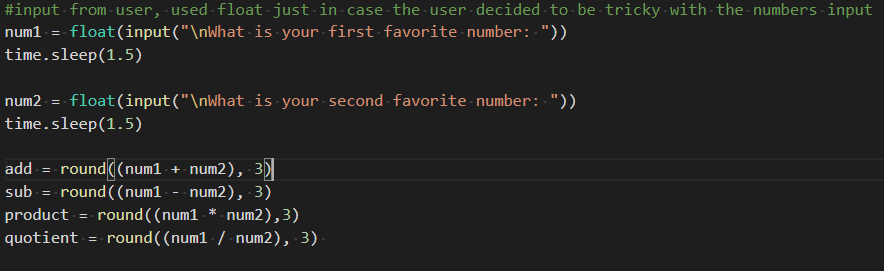 #input from user, used float just in case the user decided to be tricky with the numbers input
num1 = float(input("\nWhat is your first favorite number: "))
time.sleep(1.5)
num2 = float(input("\nWhat is your second favorite number: "))
time.sleep(1.5)
add = round((num1 + num2), 3)
sub = round((num1 - num2), 3)
product = round((num1 * num2),3)
quotient = round((num1 / num2), 3)